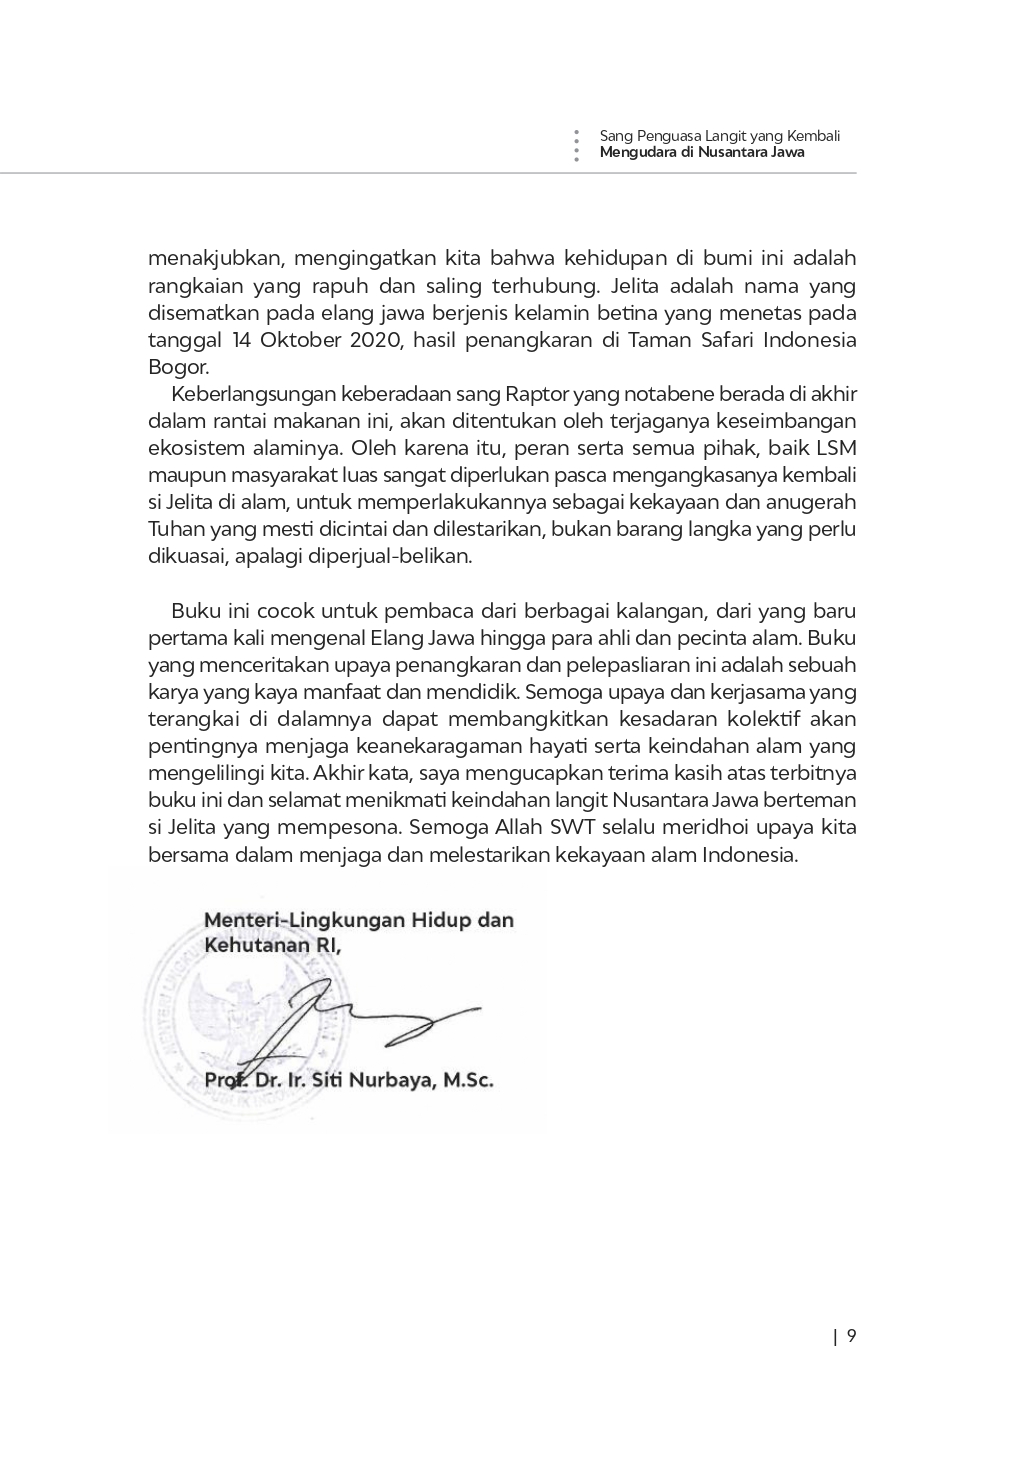 Sang Penguasa Langit yang Kembali
Mengudara di Nusantara Jawa
menakjubkan, mengingatkan kita bahwa kehidupan di bumi ini adalah
rangkaian yang rapuh dan saling terhubung. Jelita adalah nama yang
disematkan pada elang jawa berjenis kelamin betina yang menetas pada
tanggal 14 Oktober 2020, hasil penangkaran di Taman Safari Indonesia
Bogor.
Keberlangsungan keberadaan sang Raptor yang notabene berada di akhir
dalam rantai makanan ini, akan ditentukan oleh terjaganya keseimbangan
ekosistem alaminya. Oleh karena itu, peran serta semua pihak, baik LSM
maupun masyarakat luas sangat diperlukan pasca mengangkasanya kembali
si Jelita di alam, untuk memperlakukannya sebagai kekayaan dan anugerah
Tuhan yang mesti dicintai dan dilestarikan, bukan barang langka yang perlu
dikuasai, apalagi diperjual-belikan.
Buku ini cocok untuk pembaca dari berbagai kalangan, dari yang baru
pertama kali mengenal Elang Jawa hingga para ahli dan pecinta alam. Buku
yang menceritakan upaya penangkaran dan pelepasliaran ini adalah sebuah
karya yang kaya manfaat dan mendidik. Semoga upaya dan kerjasama yang
terangkai di dalamnya dapat membangkitkan kesadaran kolektif akan
pentingnya menjaga keanekaragaman hayati serta keindahan alam yang
mengelilingi kita. Akhir kata, saya mengucapkan terima kasih atas terbitnya
buku ini dan selamat menikmati keindahan langit Nusantara Jawa berteman
si Jelita yang mempesona. Semoga Allah SWT selalu meridhoi upaya kita
bersama dalam menjaga dan melestarikan kekayaan alam Indonesia.
Menteri-Lingkungan Hidup dan
Kehutanan RI,
Prof. Dr. Ir. Siti Nurbaya, M.Sc.
| 9